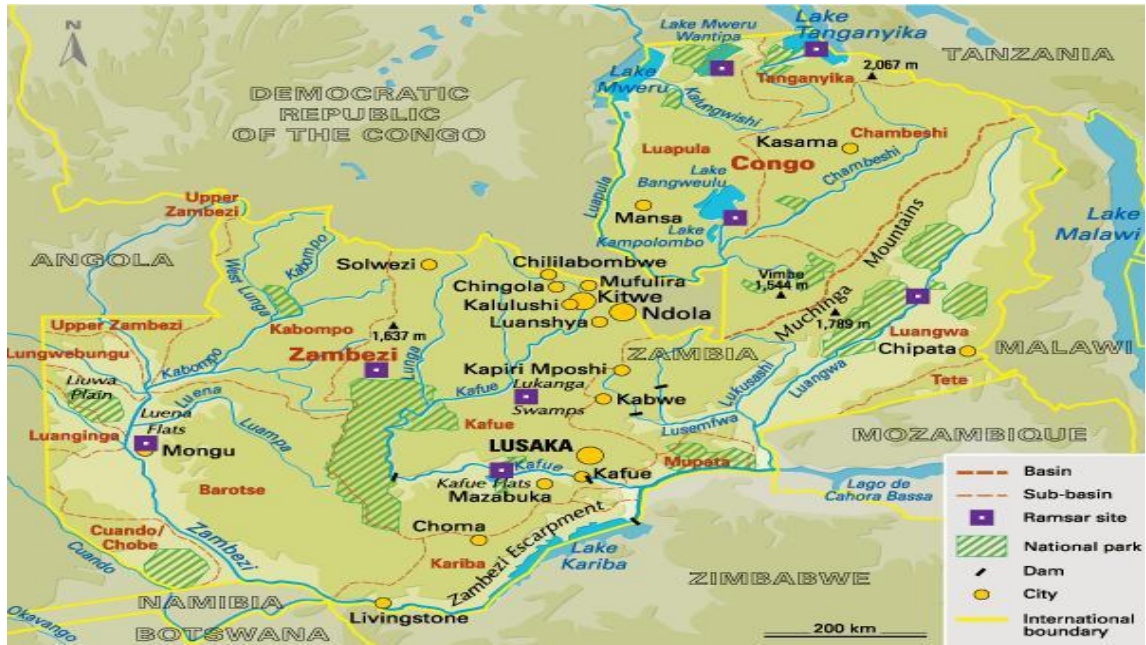 N
Lake Mweru
Wantipa
Lake
Tanganyika
TANZANIA
Lake
Mweru
Tanganyika
2,067 m
DEMOCRATIC
REPUBLIC
OF THE CONGO
Kalungwishi
Chambeshi
Kasama
Luapula
Congo
Chambeshi
Lake
Bangweulu
Luapula
Mansa
Lake
Kampolombo
Mountains
Lake
Malawi
Upper
Zambezi
ANGOLA
West Lunga
Kabompo
Solwezi
Chililabombwe
Chingola
Mufulira
Kalulushi
Kitwe
Ndola
Luanshya
Vimbe
1,544 m
Muchinga
1,789 m
Luangwa
Chipata
MALAWI
Upper Zambezi
Kabompo
1,637 m
Lungwebungu
Zambezi
Kabompo
Lunga
ZAMBIA
Kapiri Mposhi
Lukusashi
Luangwa
Tete
Liuwa
Plain
Luena
Kafue
Lukanga
Swamps
Kabwe
Luena
Flats
Luampa
Kafue
Lusemfwa
MOZAMBIQUE
Luanginga
Mongu
LUSAKA
Mupata
Barotse
Kafue
Kafue
Kafue Flats
Mazabuka
Lago de
Cahora Bassa
Choma
Zambezi Escarpment
Cuando/
Chobe
Zambezi
Kariba
Lake
Kariba
Cuando
ZIMBABWE
NAMIBIA
Livingstone
Okavango
BOTSWANA
200 km
Basin
Sub-basin
Ramsar site
National park
Dam
City
International
boundary